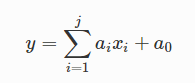 y = \sum_{i=1}^{j} a_i x_i + a_0